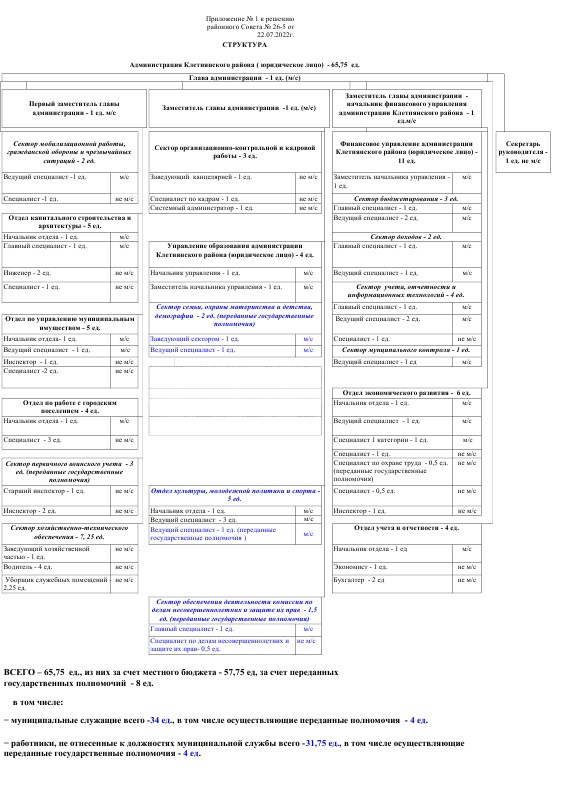 Приложение № 1 к решению
районного Совета № 26-5 от
22.07.2022г.
СТРУКТУРА
Администрации Клетнянского района ( юридическое лицо) - 65,75 ед.
Глава администрации - 1 ед. (м/с)
Первый заместитель главы
администрации - 1 ед. м/с
Сектор мобилизационной работы,
гражданской обороны и чрезвычайных
ситуаций - 2 ед.
Ведущий специалист -1 ед. м/с
Специалист -1 ед. не м/с
Отдел капитального строительства и
архитектуры - 5 ед.
Начальник отдела - 1 ед. м/с
Главный специалист - 1 ед. м/с
Инженер - 2 ед. не м/с
Специалист - 1 ед. не м/с
Отдел по управлению муниципальным
имуществом - 5 ед.
Начальник отдела- 1 ед. м/с
Ведущий специалист - 1 ед. м/с
Инспектор - 1 ед. не м/с
Специалист -2 ед. не м/с
Отдел по работе с городским
поселением - 4 ед.
Начальник отдела - 1 ед. м/с
Специалист - 3 ед. не м/с
Сектор первичного воинского учета - 3
ед. (переданные государственные
полномочия)
Старший инспектор - 1 ед. не м/с
Инспектор - 2 ед. не м/с
Сектор хозяйственно-технического
обеспечения - 7, 25 ед.
Заведующий хозяйственной
частью - 1 ед. не м/с
Водитель - 4 ед. не м/с
Уборщик служебных помещений -
2,25 ед. не м/с
Заместитель главы администрации -1 ед. (м/с)
Сектор организационно-контрольной и кадровой
работы - 3 ед.
Заведующий канцелярией - 1 ед. не м/с
Специалист по кадрам - 1 ед. не м/с
Системный администратор - 1 ед. не м/с
Управление образования администрации
Клетнянского района (юридическое лицо) - 4 ед.
Начальник управления - 1 ед. м/с
Заместитель начальника управления - 1 ед. м/с
Сектор семьи, охраны материнства и детства,
демографии - 2 ед. (переданные государственные
полномочия)
Заведующий сектором - 1 ед. м/с
Ведущий специалист - 1 ед. м/с
Отдел культуры, молодежной политики и спорта -
5 ед.
Начальник отдела - 1 ед. м/с
Ведущий специалист - 3 ед. м/с
Ведущий специалист - 1 ед. (переданные
государственные полномочия ) м/с
Сектор обеспечения деятельности комиссии по
делам несовершеннолетних и защите их прав - 1,5
ед. (переданные государственные полномочия)
Главный специалист - 1 ед. м/с
Специалист по делам несовершеннолетних и
защите их прав- 0,5 ед. не м/с
Заместитель главы администрации -
начальник финансового управления
администрации Клетнянского района - 1
ед.м/с
Финансовое управление администрации
Клетнянского района (юридическое лицо) -
11 ед.
Заместитель начальника управления -
1 ед. м/с
Сектор бюджетирования - 3 ед.
Главный специалист - 1 ед. м/с
Ведущий специалист - 2 ед. м/с
Сектор доходов - 2 ед.
Главный специалист - 1 ед. м/с
Ведущий специалист - 1 ед. м/с
Сектор учета, отчетности и
информационных технологий - 4 ед.
Главный специалист - 1 ед. м/с
Ведущий специалист - 2 ед. м/с
Специалист - 1 ед. не м/с
Сектор муниципального контроля - 1 ед.
Ведущий специалист - 1 ед. м/с
Отдел экономического развития - 6 ед.
Начальник отдела - 1 ед. м/с
Ведущий специалист - 1 ед. м/с
Специалист 1 категории - 1 ед. м/с
Специалист - 1 ед. не м/с
Специалист по охране труда - 0,5 ед.
(переданные государственные
полномочия) не м/с
Специалист - 0,5 ед. не м/с
Инспектор - 1 ед. не м/с
Отдел учета и отчетности - 4 ед.
Начальник отдела - 1 ед не м/с
Экономист - 1 ед. не м/с
Бухгалтер - 2 ед не м/с
Секретарь
руководителя -
1 ед. не м/с
ВСЕГО – 65,75 ед., из них за счет местного бюджета - 57,75 ед, за счет переданных
государственных полномочий - 8 ед.
в том числе:
− муниципальные служащие всего -34 ед., в том числе осуществляющие переданные полномочия - 4 ед.
− работники, не отнесенные к должностях муниципальной службы всего -31,75 ед., в том числе осуществляющие
переданные государственные полномочия - 4 ед.